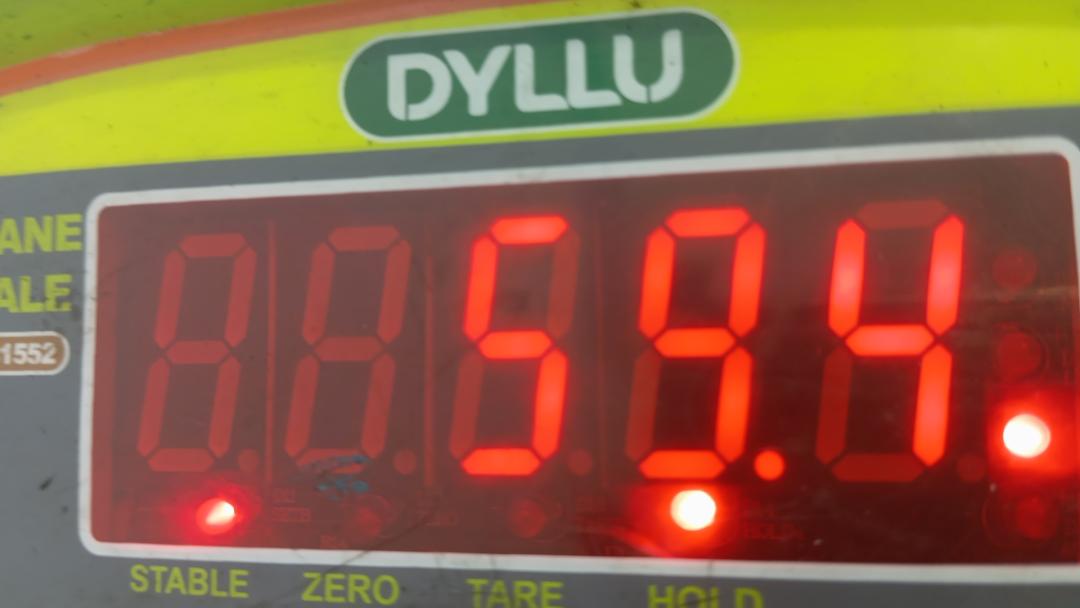 DYLLU
ANE
ALE
1552
59.4
STABLE ZERO TARE HOLD